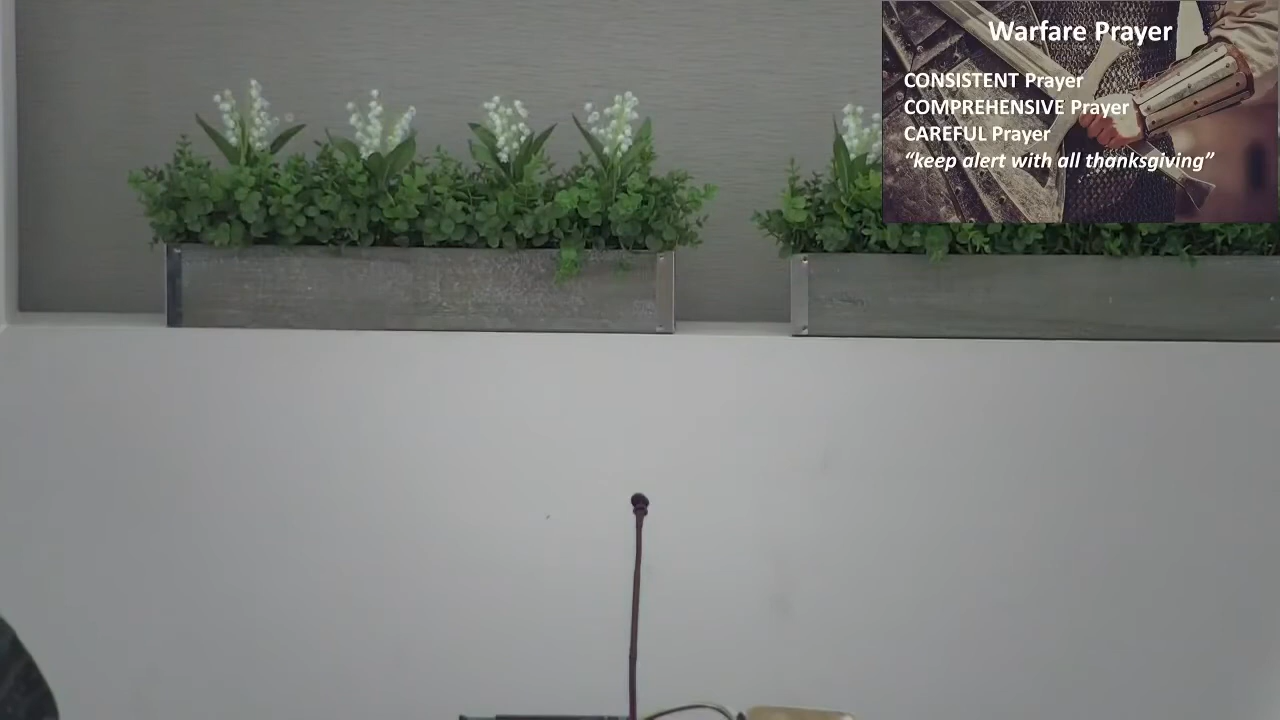 Warfare Prayer
CONSISTENT Prayer
COMPREHENSIVE Prayer
CAREFUL Prayer
“keep alert with all thanksgiving”